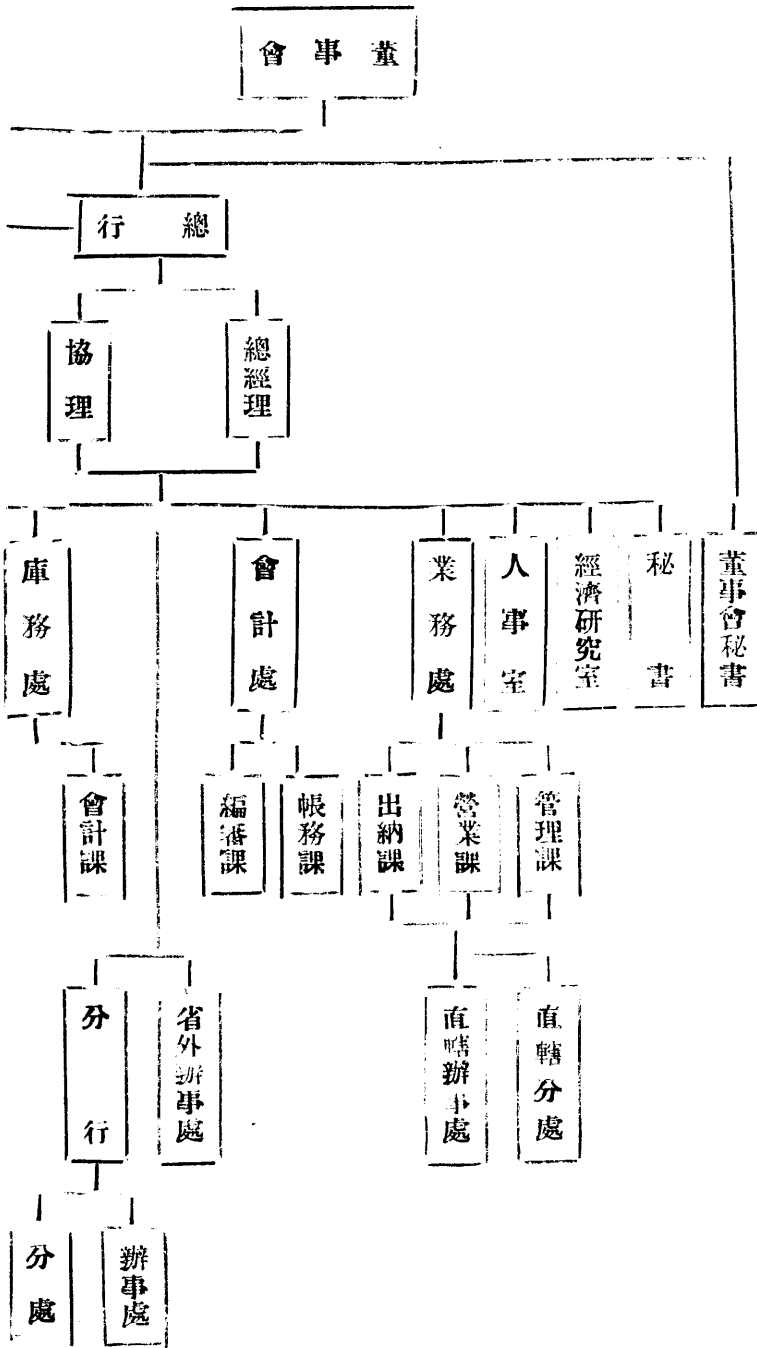 董事會
總行
總經理
協理
董事會秘書
秘書
經濟研究室
人事室
業務處
會計處
庫務處
管理課
營業課
出納課
帳務課
編審課
會計課
直轄分處
直轄辦事處
省外辦事處
分行
辦事處
分處